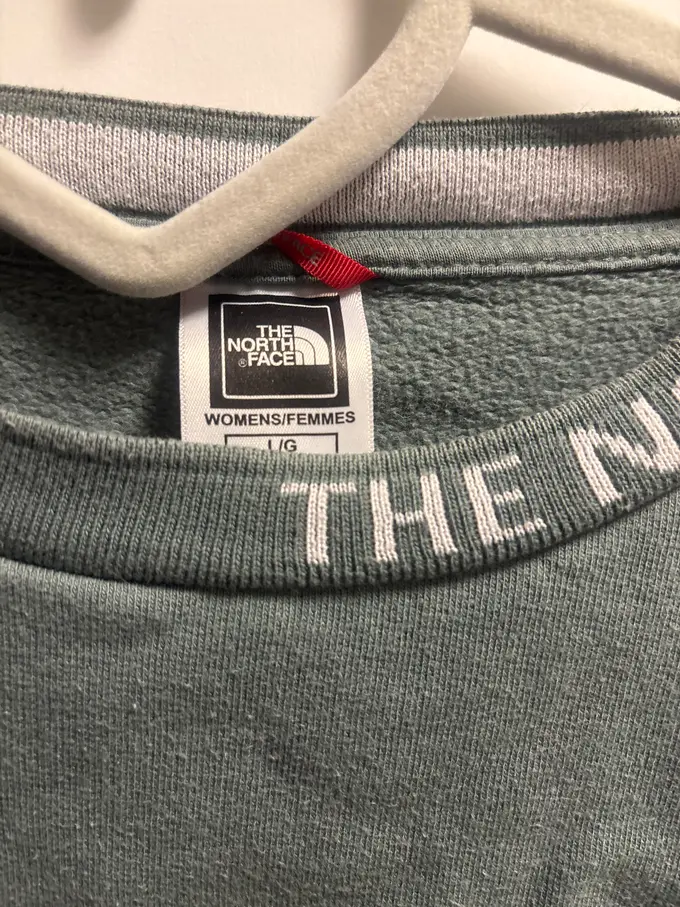 THE
NORTH
FACE®
WOMENS/FEMMES
L/G
THE N